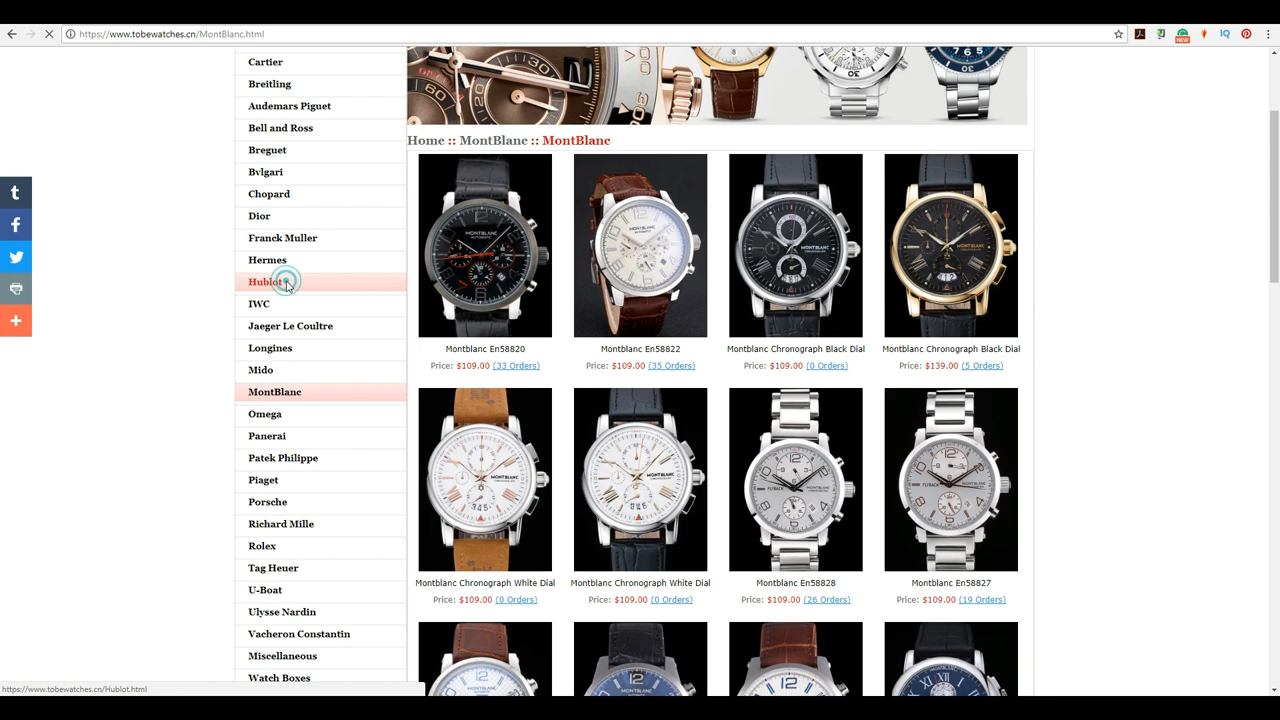 https://www.tobewatches.cn/MontBlanc.html
NEW
IQ
Cartier
Breitling
Audemars Piguet
Bell and Ross
Breguet
Bvlgari
Chopard
Dior
Franck Muller
Hermes
Hublot
IWC
Jaeger Le Coultre
Longines
Mido
MontBlanc
Omega
Panerai
Patek Philippe
Piaget
Porsche
Richard Mille
Rolex
Tag Heuer
U-Boat
Ulysse Nardin
Vacheron Constantin
Miscellaneous
Watch Boxes
Home :: MontBlanc :: MontBlanc
Montblanc En58820
Price: $109.00 (33 Orders)
Montblanc En58822
Price: $109.00 (35 Orders)
Montblanc Chronograph Black Dial
Price: $109.00 (0 Orders)
Montblanc Chronograph Black Dial
Price: $139.00 (5 Orders)
Montblanc Chronograph White Dial
Price: $109.00 (0 Orders)
Montblanc Chronograph White Dial
Price: $109.00 (0 Orders)
Montblanc En58828
Price: $109.00 (26 Orders)
Montblanc En58827
Price: $109.00 (19 Orders)
https://www.tobewatches.cn/Hublot.html